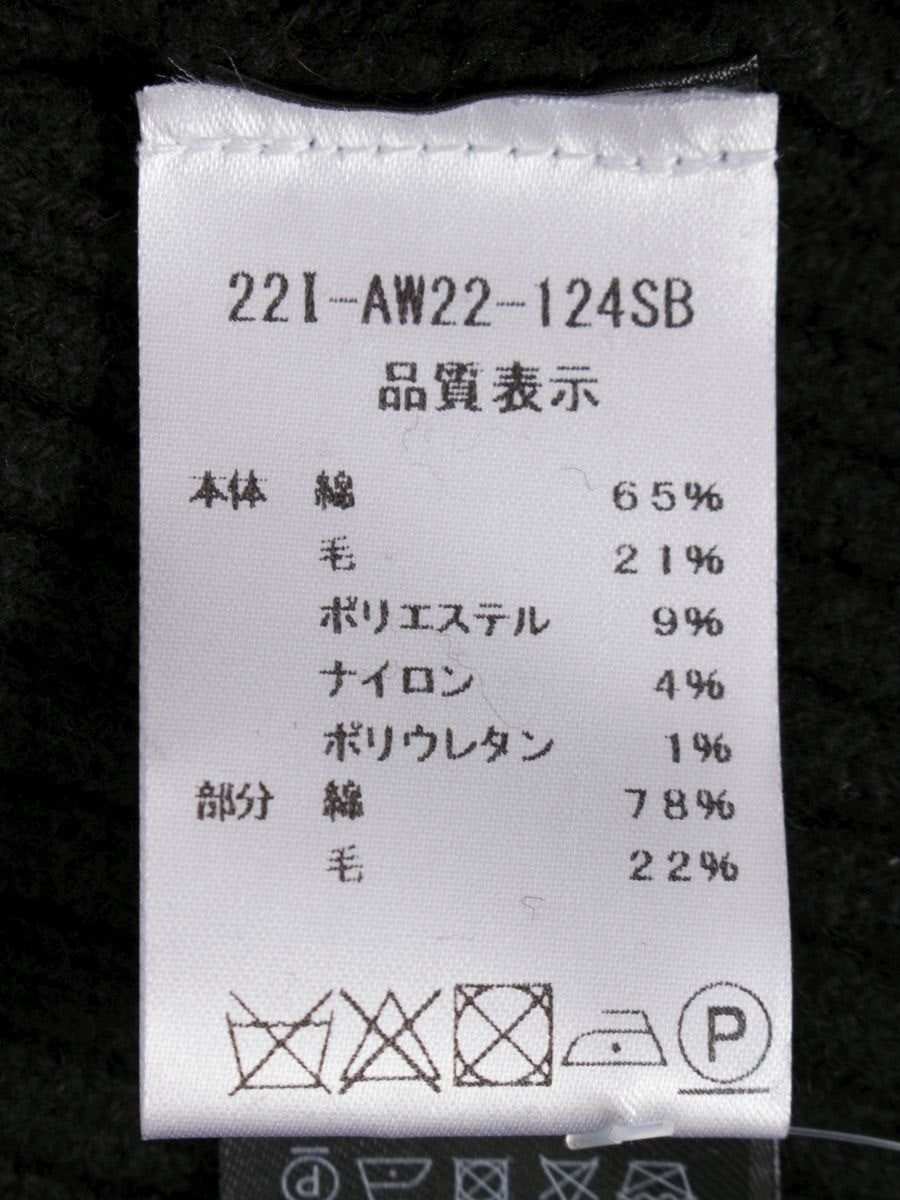 22I-AW22-124SB
品質表示
本体 綿 65%
毛 21%
ポリエステル 9%
ナイロン 4%
ポリウレタン 1%
部分 綿 78%
毛 22%
P
P